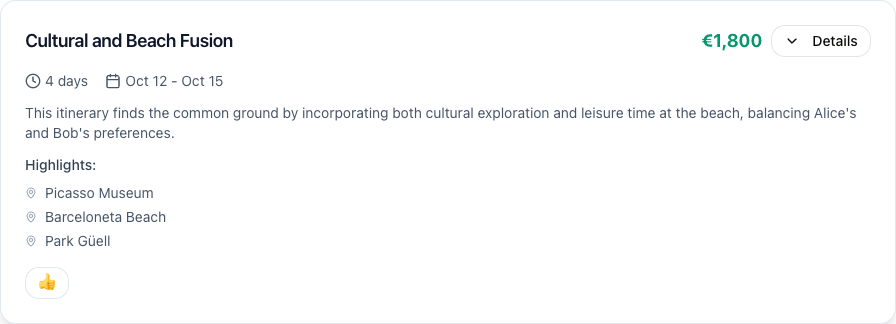 Cultural and Beach Fusion
€1,800
Details
4 days
Oct 12 - Oct 15
This itinerary finds the common ground by incorporating both cultural exploration and leisure time at the beach, balancing Alice's
and Bob's preferences.
Highlights:
Picasso Museum
Barceloneta Beach
Park Güell